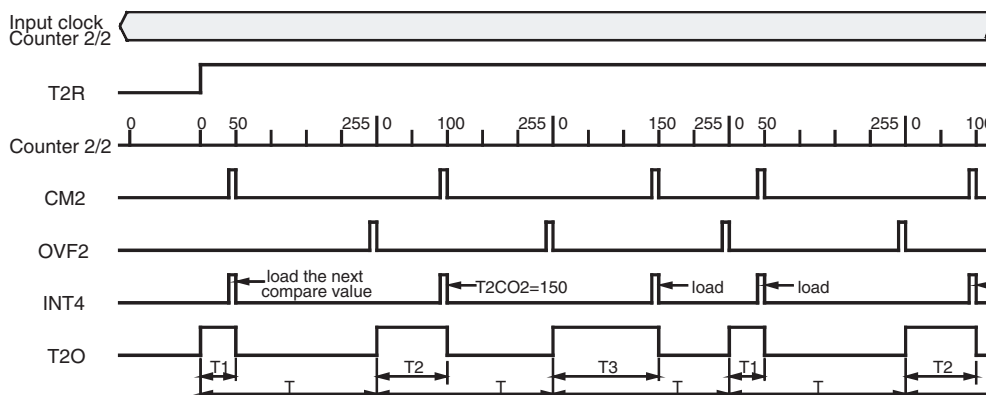 Input clock
Counter 2/2
T2R
0 0 50 255 0 100 255 0 150 255 0 50 255 0 100
Counter 2/2
CM2
OVF2
INT4
load the next
compare value
T2CO2=150
load
load
T2O
T1 T2 T3 T1 T2
T T T T